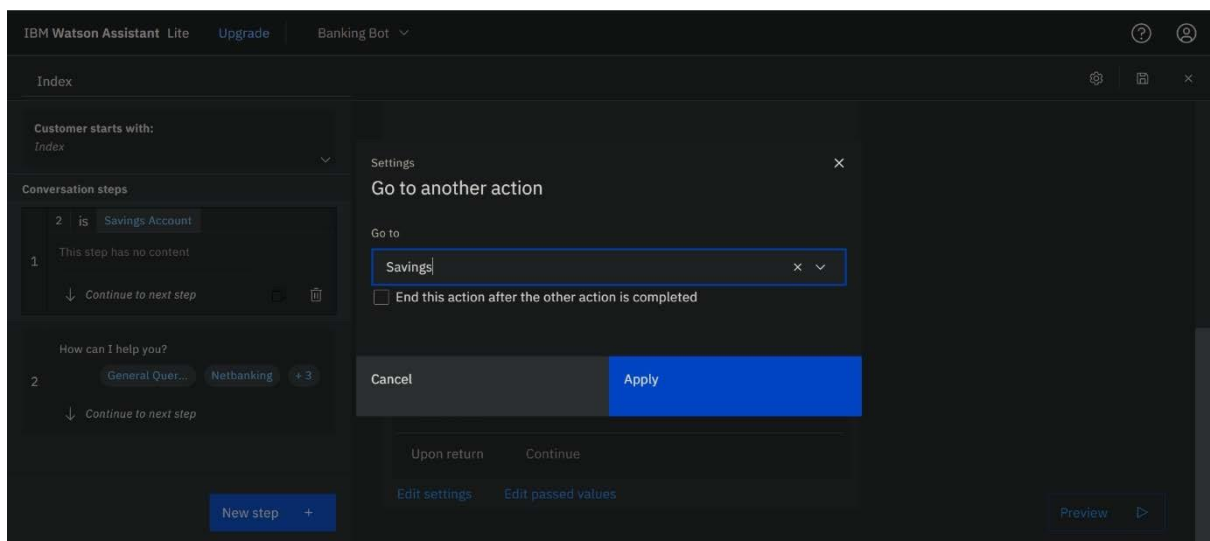 IBM Watson Assistant Lite Upgrade Banking Bot
Index
Customer starts with:
Index
Conversation steps
2 is Savings Account
1
This step has no content
Continue to next step
How can I help you?
2
General Quer... Netbanking + 3
Continue to next step
New step +
Settings
Go to another action
Go to
Savings
End this action after the other action is completed
Cancel Apply
Upon return Continue
Edit settings Edit passed values
Preview